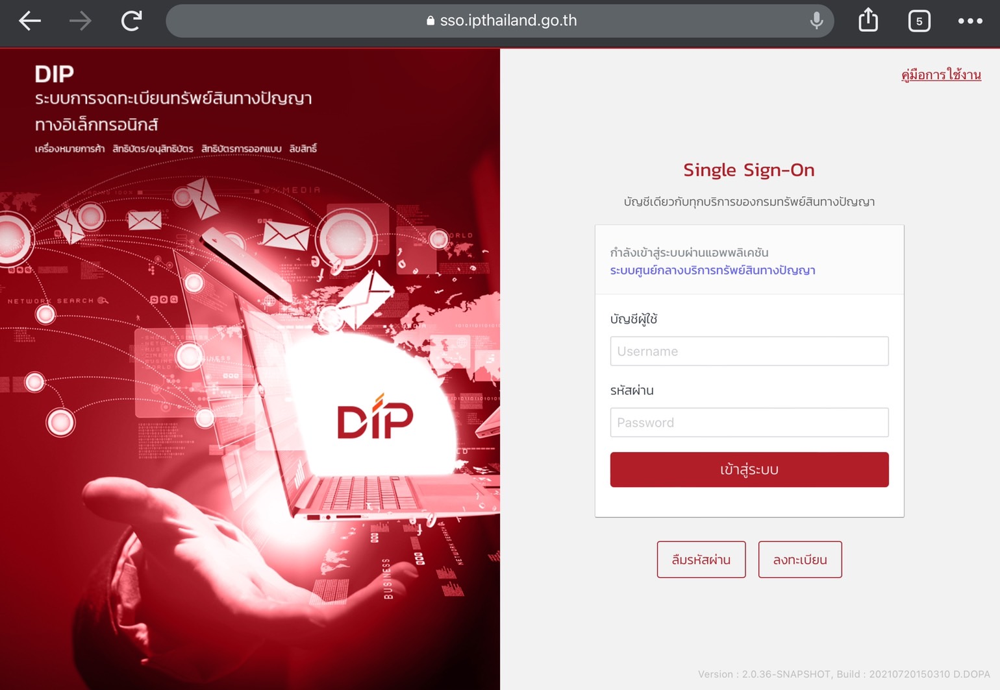 sso.ipthailand.go.th
5
DIP
ระบบการจดทะเบียนทรัพย์สินทางปัญญา
ทางอิเล็กทรอนิกส์
เครื่องหมายการค้า สิทธิบัตร/อนุสิทธิบัตร สิทธิบัตรการออกแบบ ลิขสิทธิ์
NETWORK SEARCH
DIP
BUSINESS
คู่มือการใช้งาน
Single Sign-On
บัญชีเดียวกับทุกบริการของกรมทรัพย์สินทางปัญญา
กำลังเข้าสู่ระบบผ่านแอพพลิเคชัน
ระบบศูนย์กลางบริการทรัพย์สินทางปัญญา
บัญชีผู้ใช้
Username
รหัสผ่าน
Password
เข้าสู่ระบบ
ลืมรหัสผ่าน
ลงทะเบียน
Version : 2.0.36-SNAPSHOT, Build : 20210720150310 D.DOPA